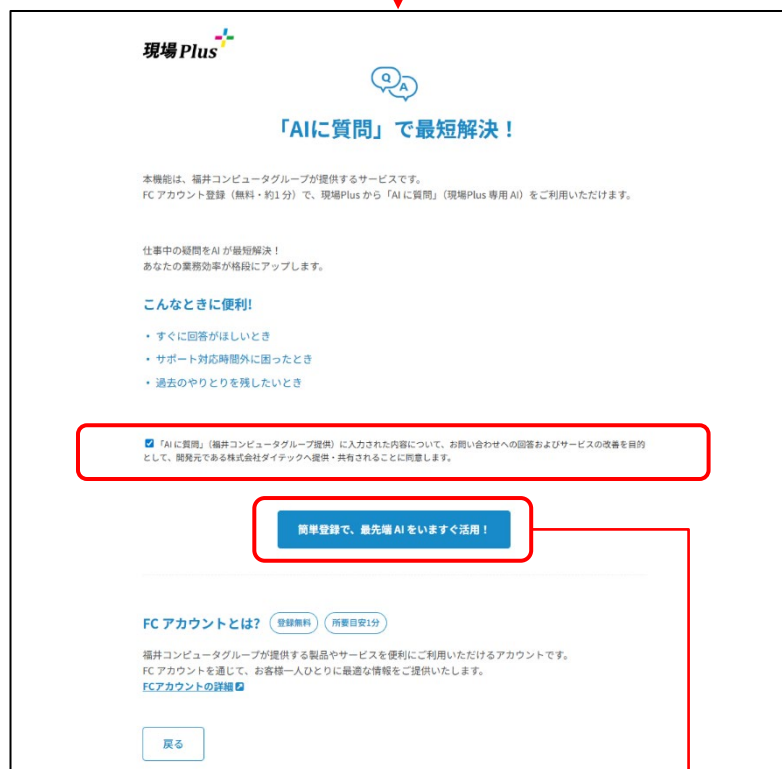 現場Plus
Q A
「AIに質問」で最短解決！
本機能は、福井コンピュータグループが提供するサービスです。
FC アカウント登録（無料・約1 分）で、現場Plus から「AI に質問」（現場Plus 専用 AI）をご利用いただけます。
仕事中の疑問をAI が最短解決！
あなたの業務効率が格段にアップします。
こんなときに便利!
・ すぐに回答がほしいとき
・ サポート対応時間外に困ったとき
・ 過去のやりとりを残したいとき
「AI に質問」（福井コンピュータグループ提供）に入力された内容について、お問い合わせへの回答およびサービスの改善を目的
として、開発元である株式会社ダイテックへ提供・共有されることに同意します。
簡単登録で、最先端 AI をいますぐ活用！
FC アカウントとは? 登録無料 所要目安1分
福井コンピュータグループが提供する製品やサービスを便利にご利用いただけるアカウントです。
FC アカウントを通じて、お客様一人ひとりに最適な情報をご提供いたします。
FCアカウントの詳細
戻る